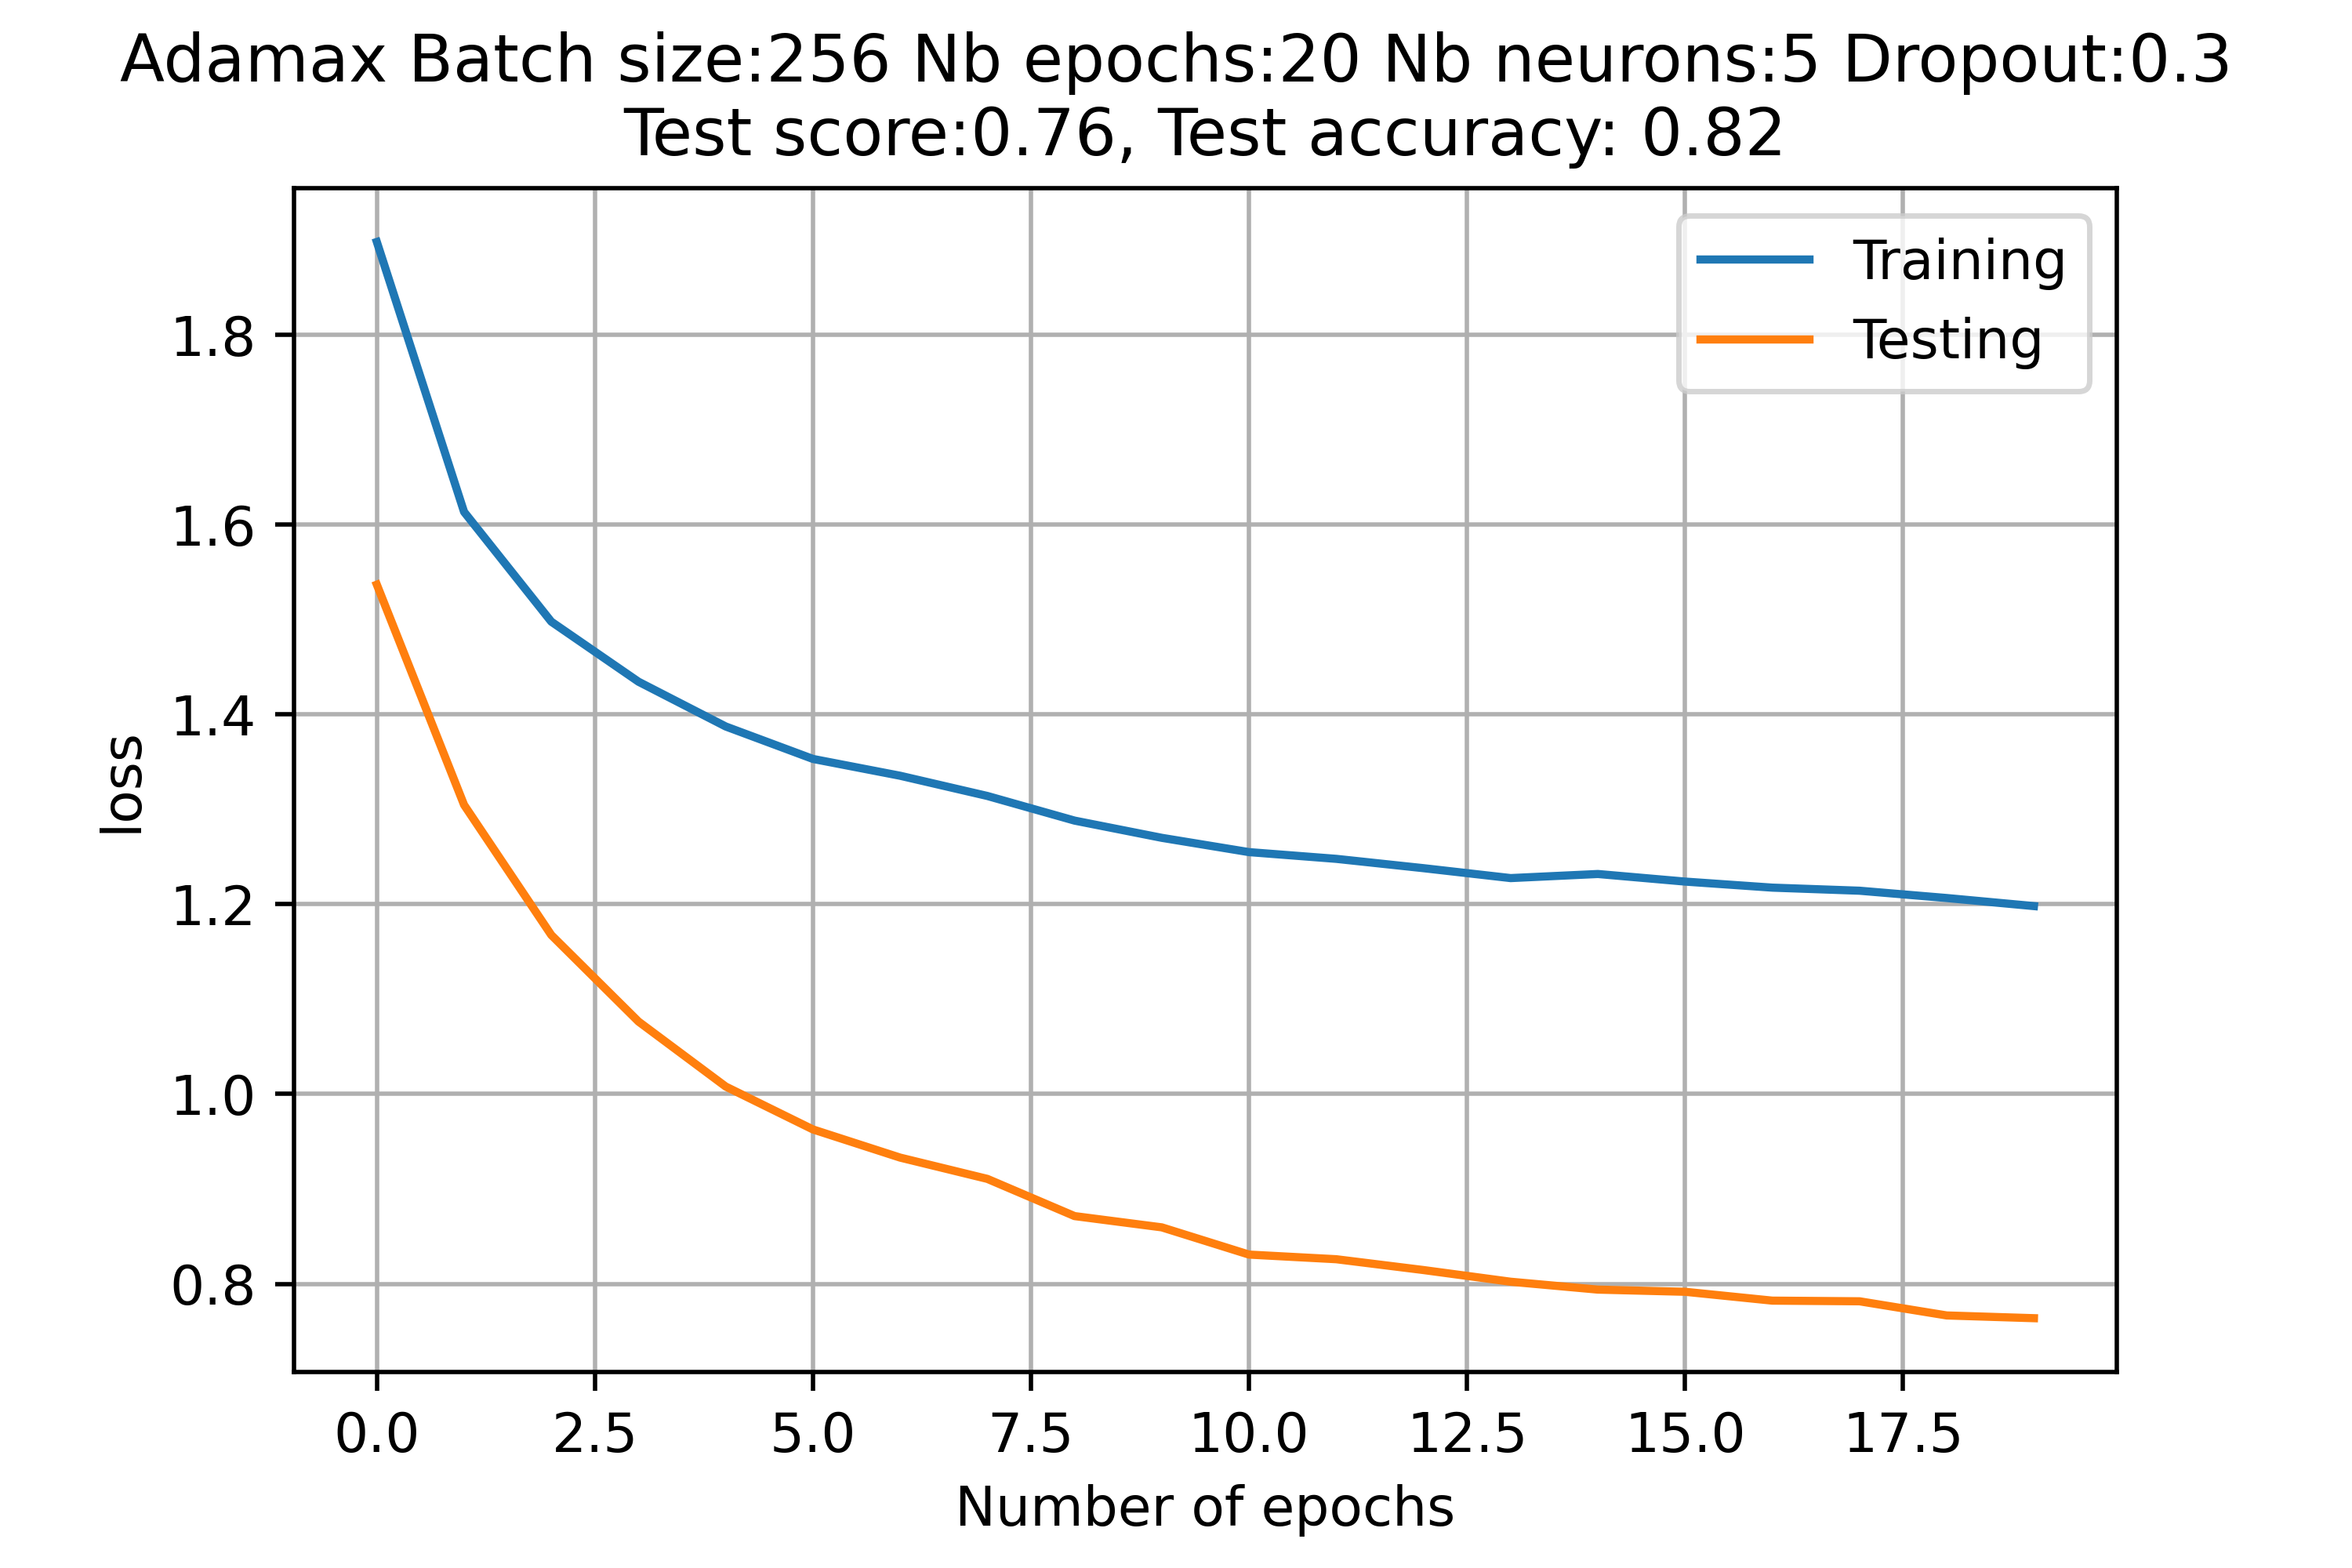 Adamax Batch size:256 Nb epochs:20 Nb neurons:5 Dropout:0.3
Test score:0.76, Test accuracy: 0.82
Training
Testing
1.8
1.6
1.4
1.2
1.0
0.8
loss
0.0 2.5 5.0 7.5 10.0 12.5 15.0 17.5
Number of epochs